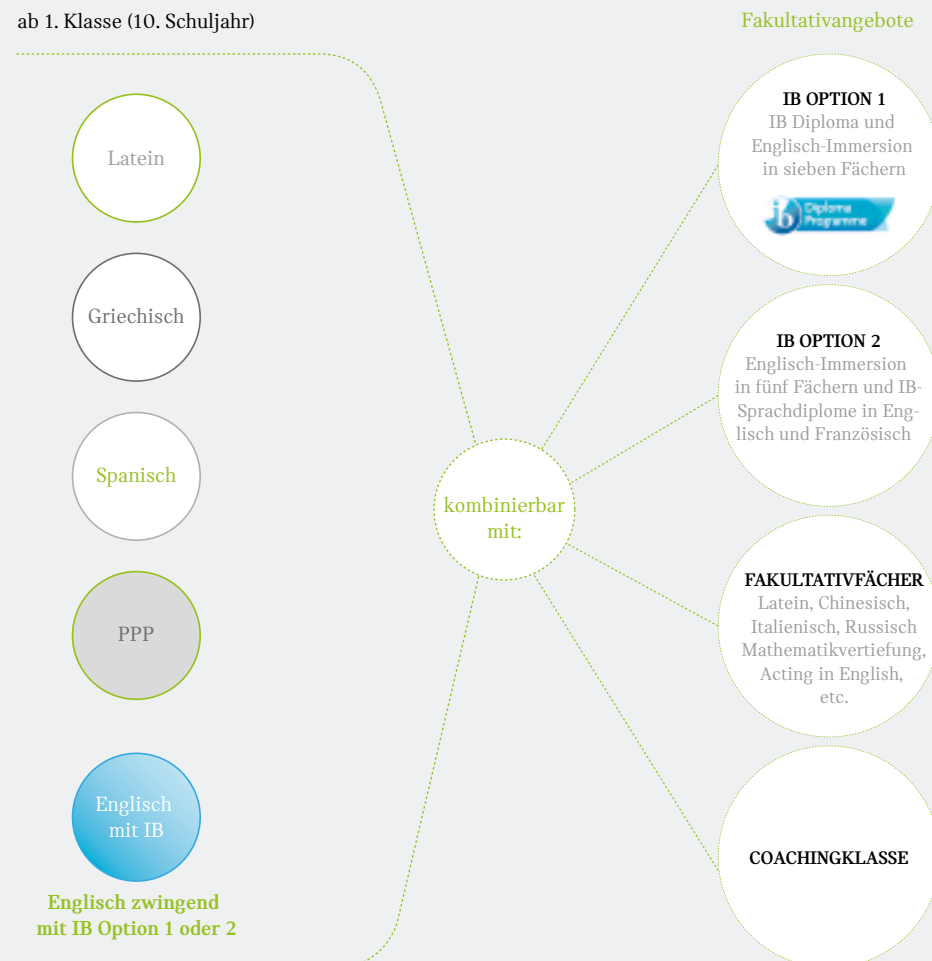 ab 1. Klasse (10. Schuljahr)
Fakultativangebote
Latein
Griechisch
Spanisch
PPP
Englisch
mit IB
Englisch zwingend
mit IB Option 1 oder 2
kombinierbar
mit:
IB OPTION 1
IB Diploma und
Englisch-Immersion
in sieben Fächern
ib Diploma
Programme
IB OPTION 2
Englisch-Immersion
in fünf Fächern und IB-
Sprachdiplome in Eng-
lisch und Französisch
FAKULTATIVFÄCHER
Latein, Chinesisch,
Italienisch, Russisch
Mathematikvertiefung,
Acting in English,
etc.
COACHINGKLASSE